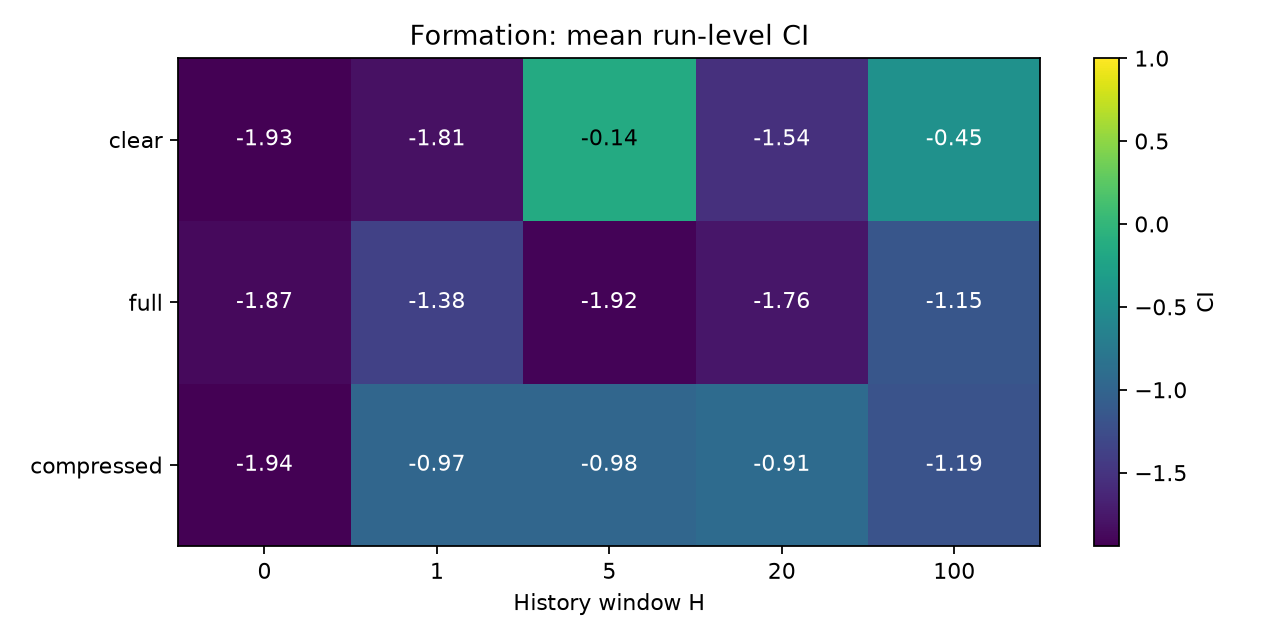 Formation: mean run-level CI
clear -1.93 -1.81 -0.14 -1.54 -0.45
full -1.87 -1.38 -1.92 -1.76 -1.15
compressed -1.94 -0.97 -0.98 -0.91 -1.19
0 1 5 20 100
History window H
1.0
0.5
0.0
−0.5
−1.0
−1.5
CI